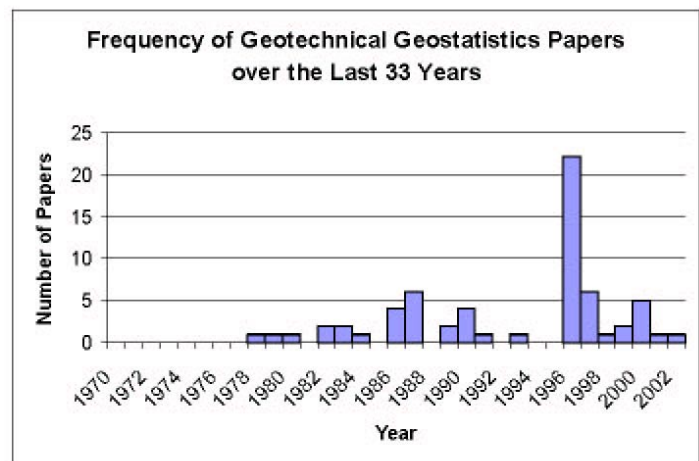 Frequency of Geotechnical Geostatistics Papers
over the Last 33 Years
Number of Papers
25
20
15
10
5
0
1970 1972 1974 1976 1978 1980 1982 1984 1986 1988 1990 1992 1994 1996 1998 2000 2002
Year